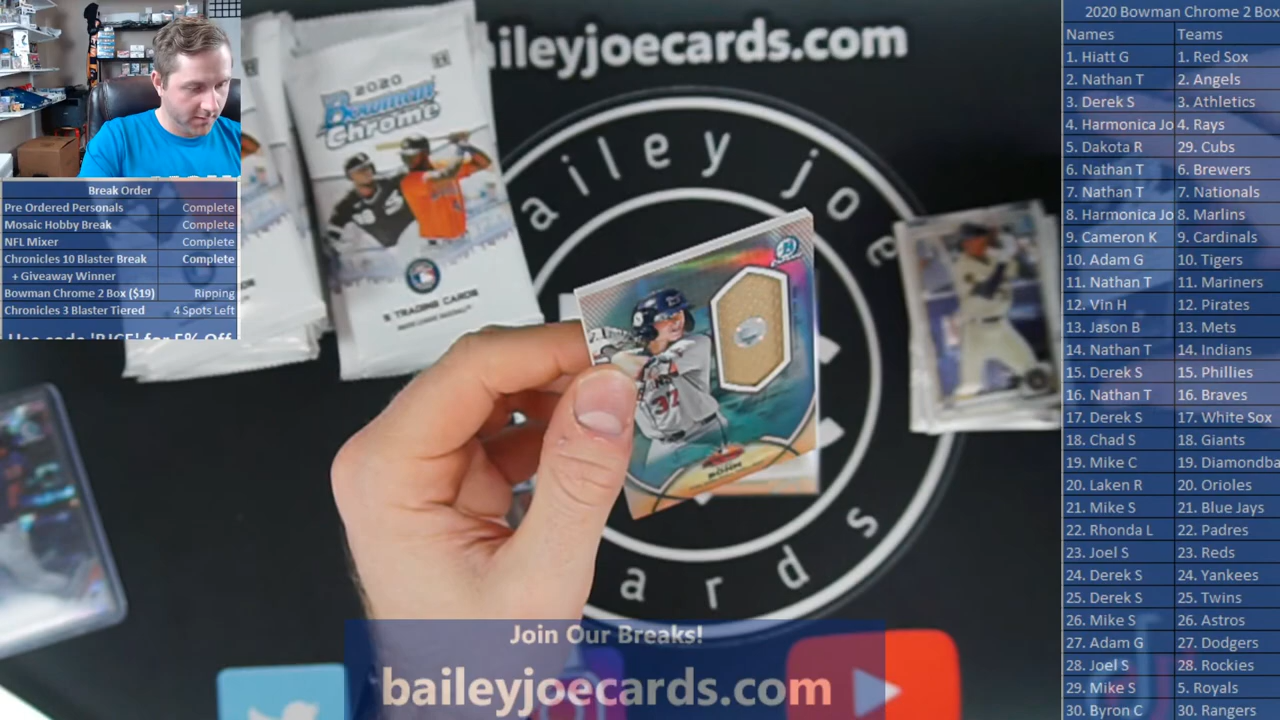 Break Order
Pre Ordered Personals Complete
Mosaic Hobby Break Complete
NFL Mixer Complete
Chronicles 10 Blaster Break Complete
+ Giveaway Winner
Bowman Chrome 2 Box ($19) Ripping
Chronicles 3 Blaster Tiered 4 Spots Left
2020
Bowman
Chrome
5 TRADING CARDS
aileyjoecards.com
bailey joe
ards
37
BOHM
Join Our Breaks!
baileyjoecards.com
2020 Bowman Chrome 2 Box
Names Teams
1. Hiatt G 1. Red Sox
2. Nathan T 2. Angels
3. Derek S 3. Athletics
4. Harmonica Jo 4. Rays
5. Dakota R 29. Cubs
6. Nathan T 6. Brewers
7. Nathan T 7. Nationals
8. Harmonica Jo 8. Marlins
9. Cameron K 9. Cardinals
10. Adam G 10. Tigers
11. Nathan T 11. Mariners
12. Vin H 12. Pirates
13. Jason B 13. Mets
14. Nathan T 14. Indians
15. Derek S 15. Phillies
16. Nathan T 16. Braves
17. Derek S 17. White Sox
18. Chad S 18. Giants
19. Mike C 19. Diamondba
20. Laken R 20. Orioles
21. Mike S 21. Blue Jays
22. Rhonda L 22. Padres
23. Joel S 23. Reds
24. Derek S 24. Yankees
25. Derek S 25. Twins
26. Mike S 26. Astros
27. Adam G 27. Dodgers
28. Joel S 28. Rockies
29. Mike S 5. Royals
30. Byron C 30. Rangers